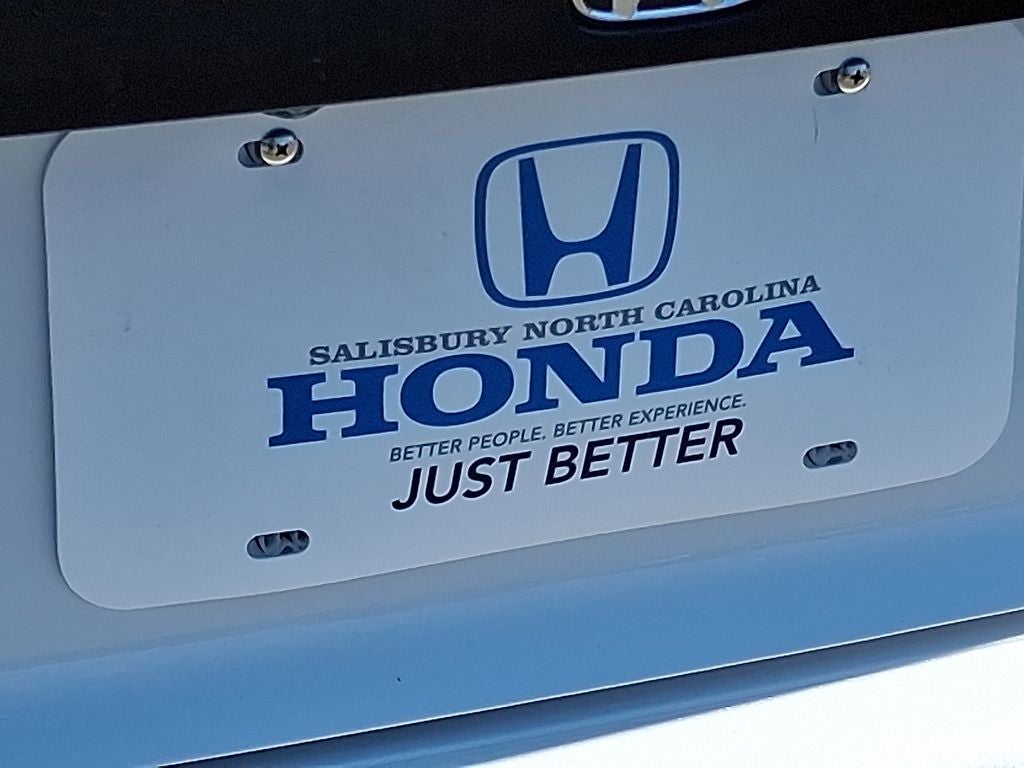 SALISBURY NORTH CAROLINA
HONDA
BETTER PEOPLE. BETTER EXPERIENCE.
JUST BETTER